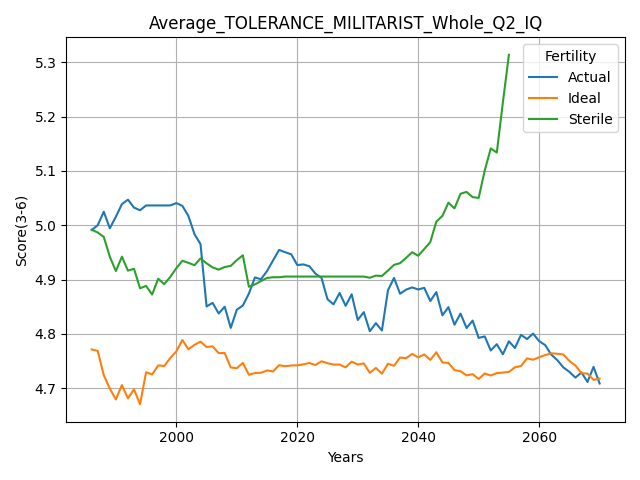 Average_TOLERANCE_MILITARIST_Whole_Q2_IQ
Fertility
Actual
Ideal
Sterile
5.3
5.2
5.1
5.0
4.9
4.8
4.7
Score(3-6)
2000
2020
2040
2060
Years